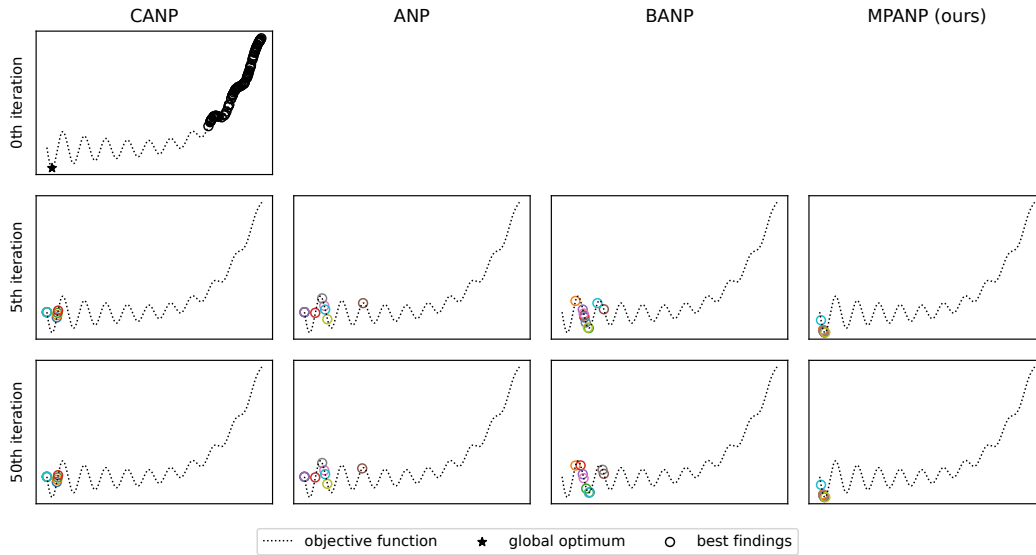 CANP
ANP
BANP
MPANP (ours)
0th iteration
5th iteration
50th iteration
objective function
global optimum
best findings